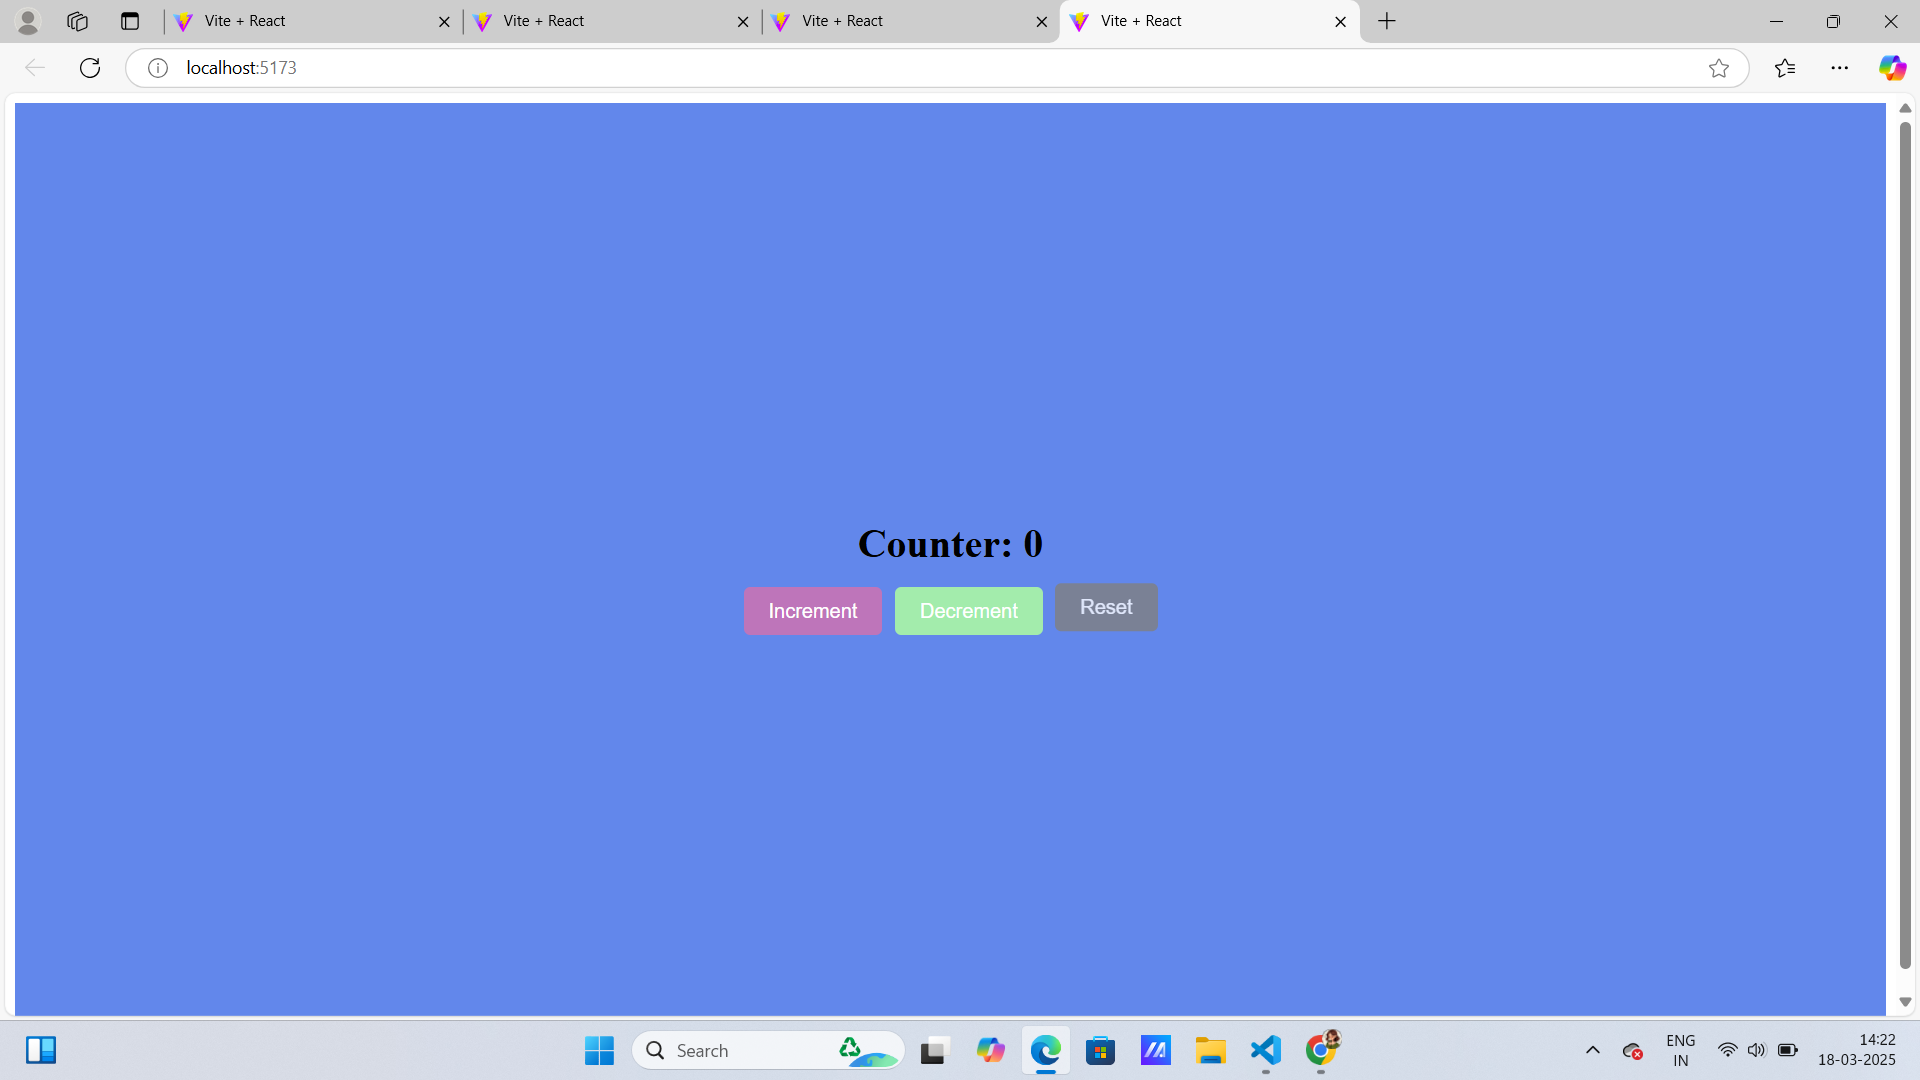 Vite + React
Vite + React
Vite + React
Vite + React
localhost:5173
Counter: 0
Increment
Decrement
Reset
Search
ENG
IN
14:22
18-03-2025